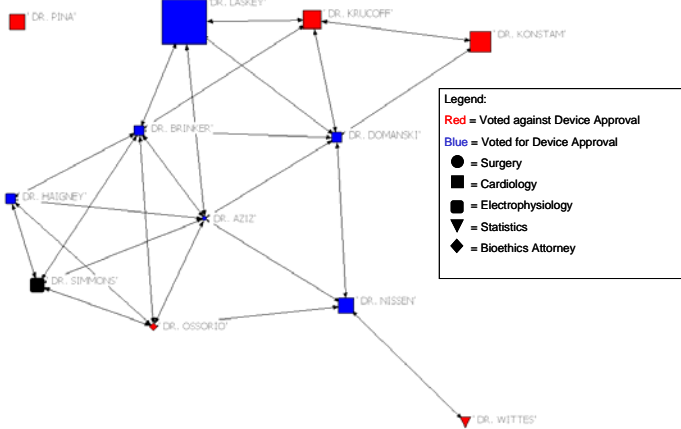 ' DR. LASKEY'
' DR. PINA'
' DR. KRUCOFF'
' DR. KONSTAM'
Legend:
Red = Voted against Device Approval
Blue = Voted for Device Approval
= Surgery
= Cardiology
= Electrophysiology
= Statistics
= Bioethics Attorney
' DR. BRINKER'
' DR. DOMANSKI'
' DR. HAIGNEY'
' DR. AZIZ'
' DR. SIMMONS'
' DR. NISSEN'
' DR. OSSORIO'
' DR. WITTES'